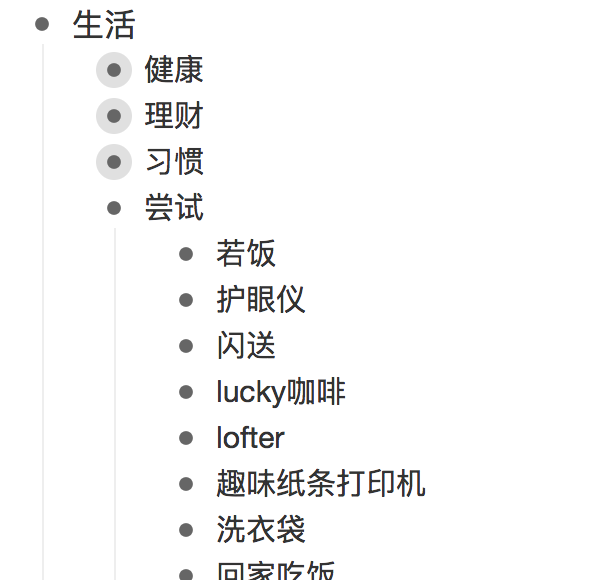 生活
健康
理财
习惯
尝试
若饭
护眼仪
闪送
lucky咖啡
lofter
趣味纸条打印机
洗衣袋
回家吃饭